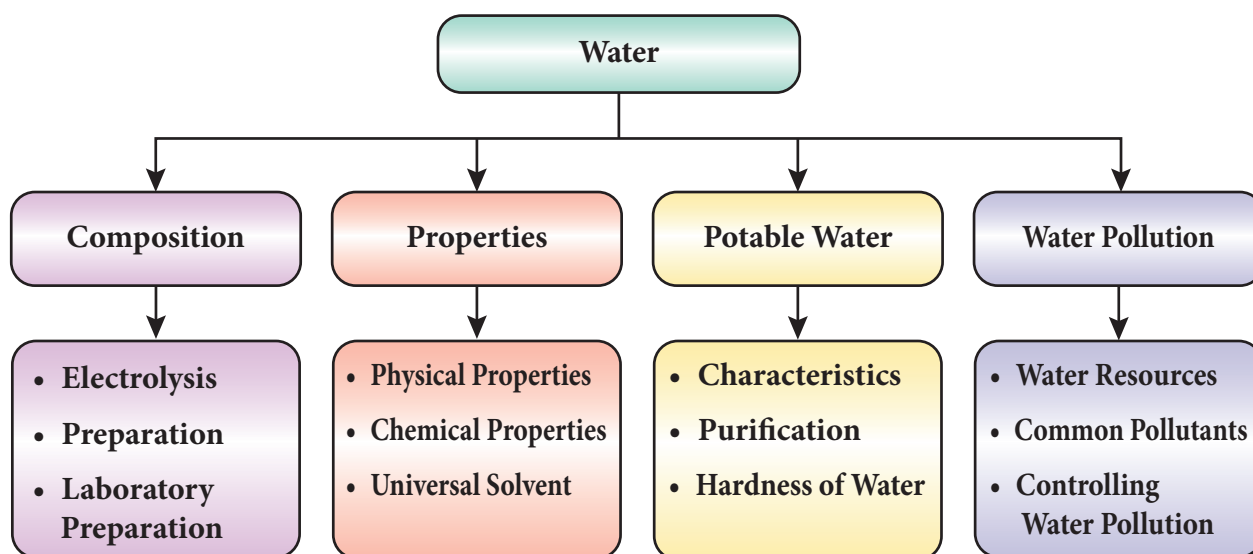 Water
Composition
Properties
Potable Water
Water Pollution
• Electrolysis
• Preparation
• Laboratory
Preparation
• Physical Properties
• Chemical Properties
• Universal Solvent
• Characteristics
• Purification
• Hardness of Water
• Water Resources
• Common Pollutants
• Controlling
Water Pollution